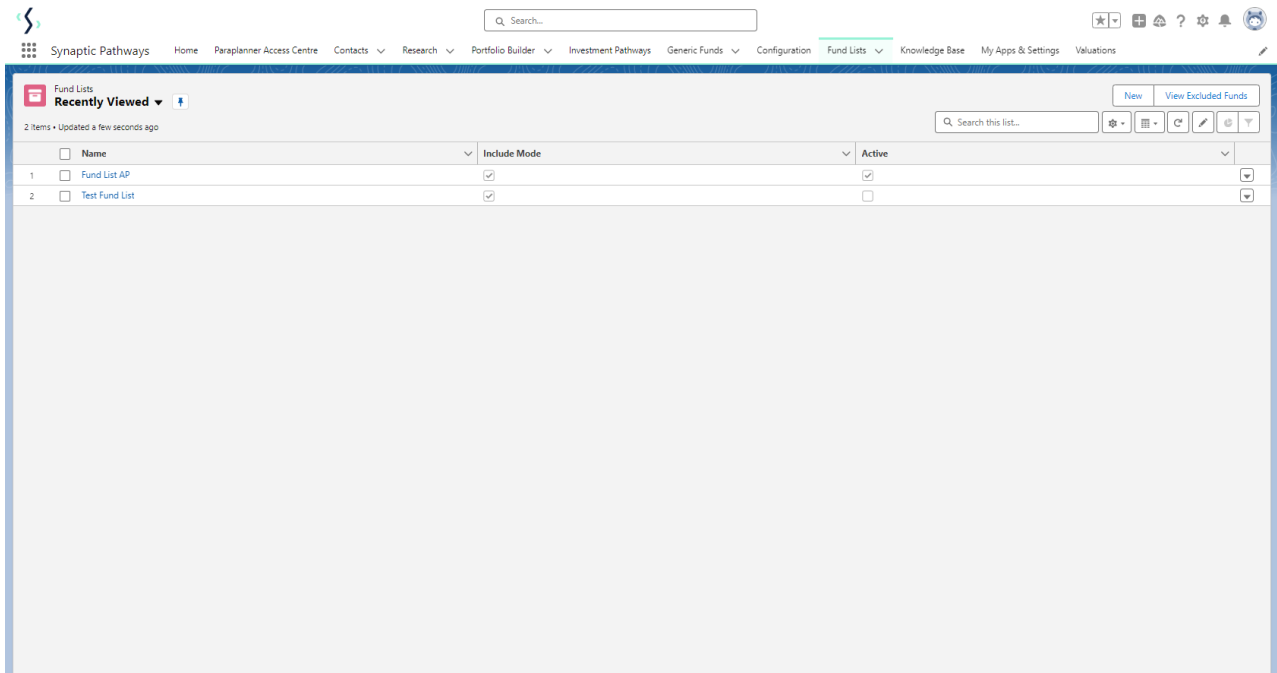 Search...
Synaptic Pathways Home Paraplanner Access Centre Contacts Research Portfolio Builder Investment Pathways Generic Funds Configuration Fund Lists Knowledge Base My Apps & Settings Valuations
Fund Lists
Recently Viewed
New View Excluded Funds
2 items • Updated a few seconds ago
Search this list...
Name Include Mode Active
1 Fund List AP
2 Test Fund List